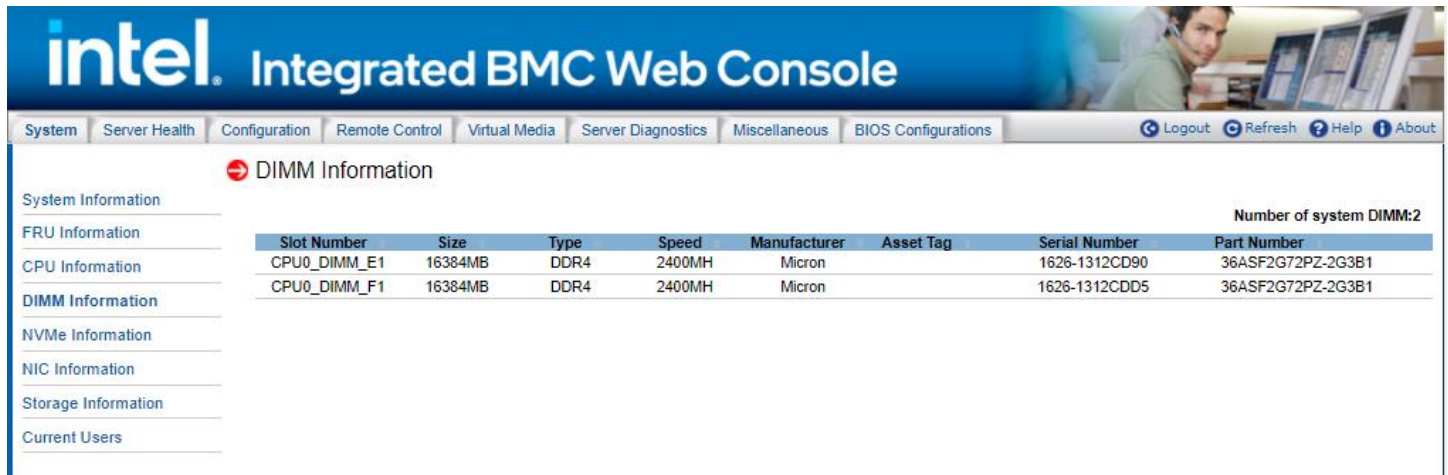 intel. Integrated BMC Web Console
System Server Health Configuration Remote Control Virtual Media Server Diagnostics Miscellaneous BIOS Configurations Logout Refresh Help About
DIMM Information
System Information
FRU Information
CPU Information
DIMM Information
NVMe Information
NIC Information
Storage Information
Current Users
Number of system DIMM:2
Slot Number Size Type Speed Manufacturer Asset Tag Serial Number Part Number
CPU0_DIMM_E1 16384MB DDR4 2400MH Micron 1626-1312CD90 36ASF2G72PZ-2G3B1
CPU0_DIMM_F1 16384MB DDR4 2400MH Micron 1626-1312CDD5 36ASF2G72PZ-2G3B1